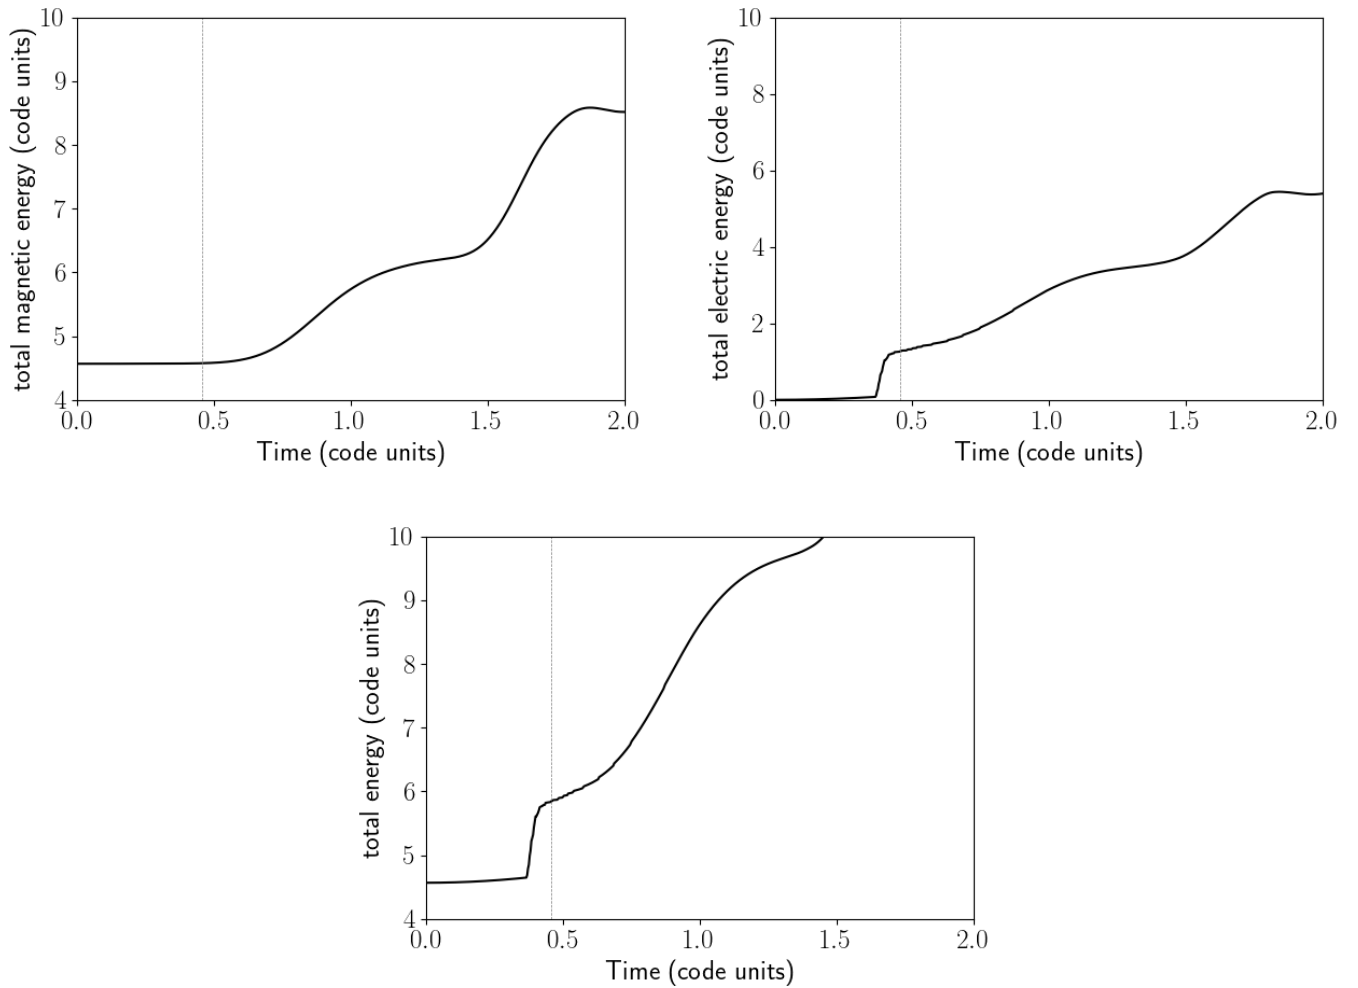 total magnetic energy (code units)
10
9
8
7
6
5
4
0.0 0.5 1.0 1.5 2.0
Time (code units)
total electric energy (code units)
10
8
6
4
2
0
0.0 0.5 1.0 1.5 2.0
Time (code units)
total energy (code units)
10
9
8
7
6
5
4
0.0 0.5 1.0 1.5 2.0
Time (code units)